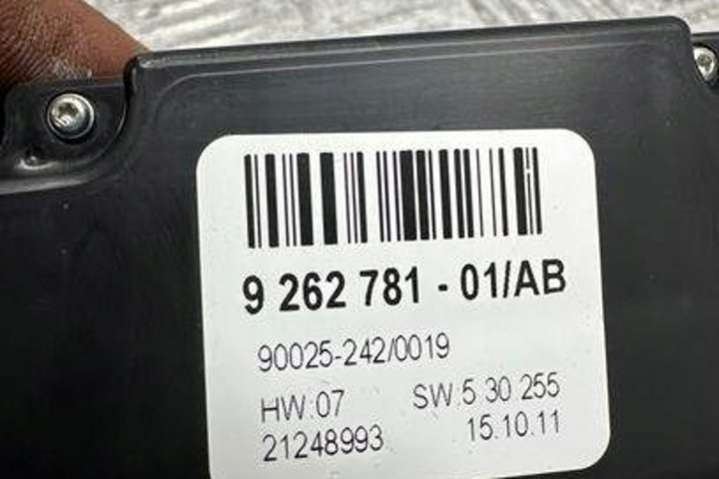 9 262 781 - 01/AB
90025-242/0019
HW:07 SW:5 30 255
21248993 15.10.11